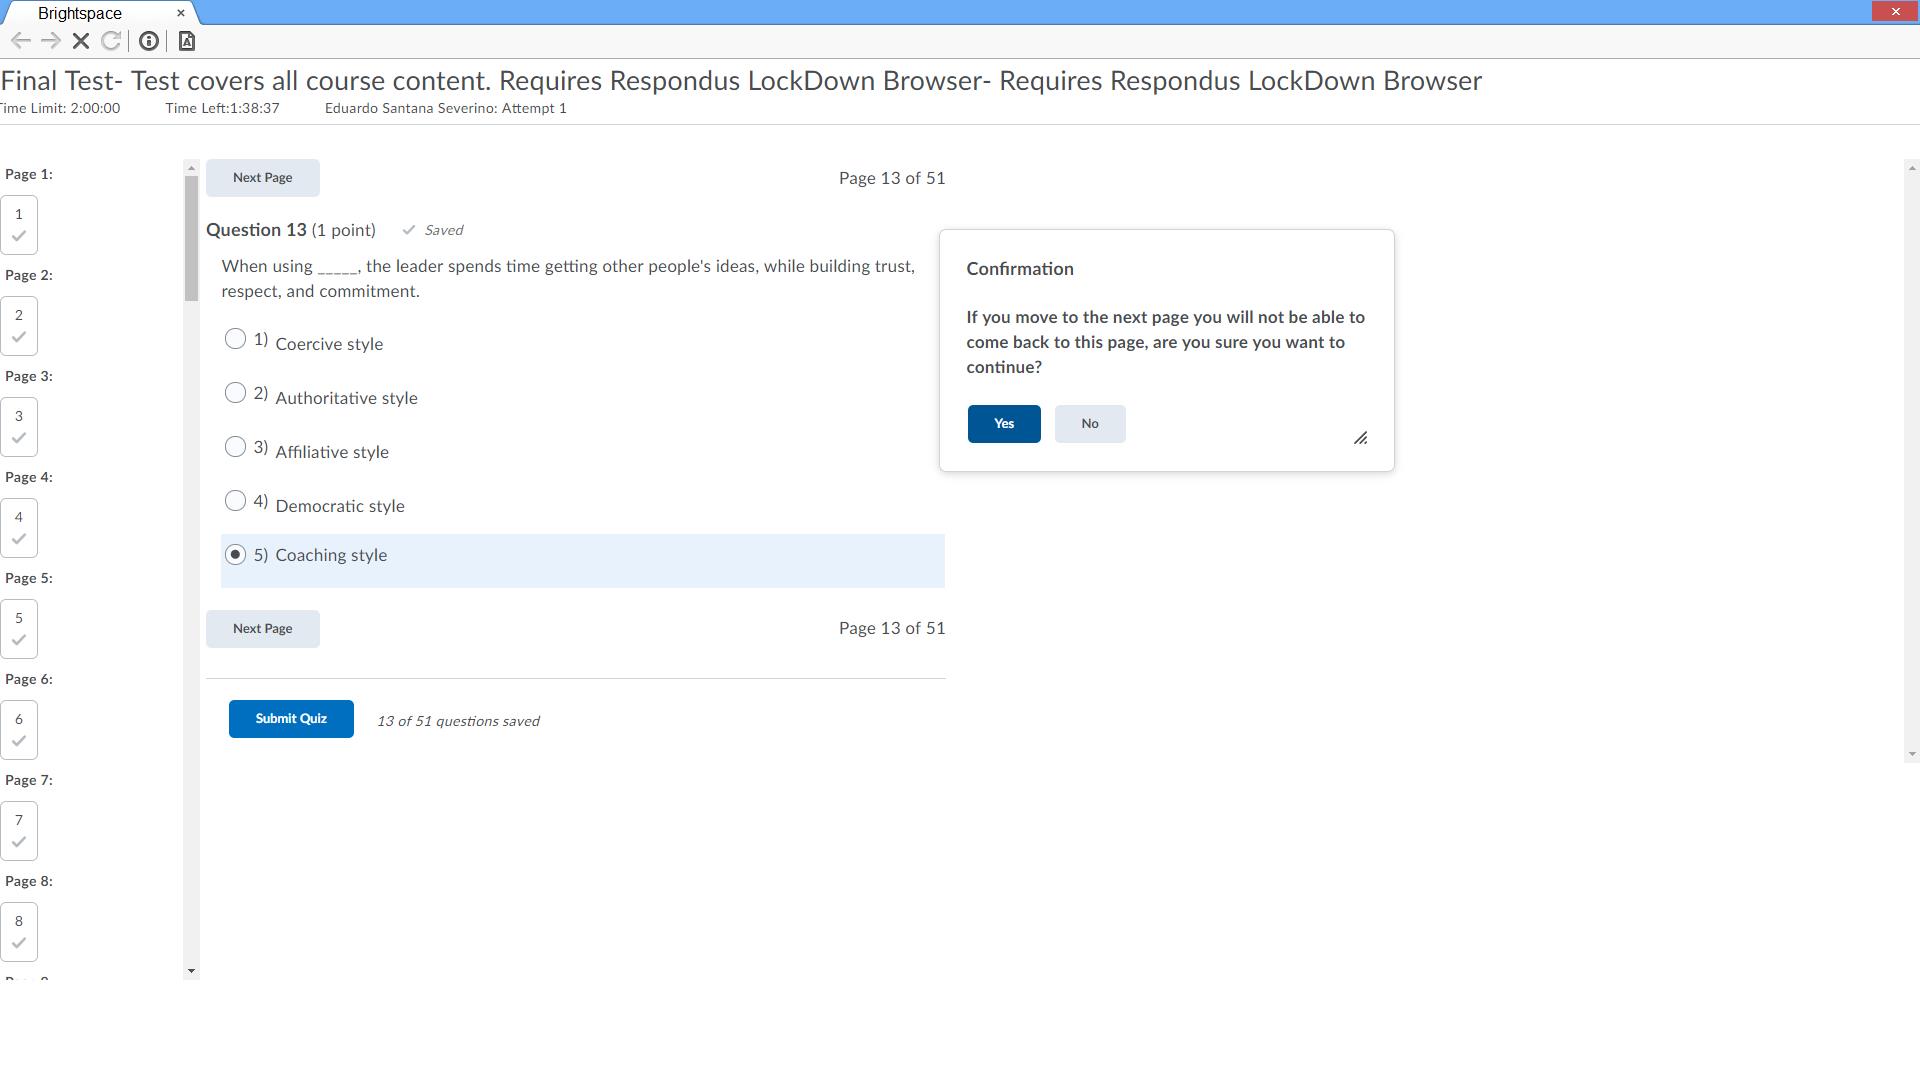 Brightspace
Final Test- Test covers all course content. Requires Respondus LockDown Browser- Requires Respondus LockDown Browser
Time Limit: 2:00:00 Time Left:1:38:37 Eduardo Santana Severino: Attempt 1
Page 1:
1
Page 2:
2
Page 3:
3
Page 4:
4
Page 5:
5
Page 6:
6
Page 7:
7
Page 8:
8
Next Page Page 13 of 51
Question 13 (1 point) Saved
When using _____, the leader spends time getting other people's ideas, while building trust,
respect, and commitment.
1) Coercive style
2) Authoritative style
3) Affiliative style
4) Democratic style
5) Coaching style
Next Page Page 13 of 51
Submit Quiz 13 of 51 questions saved
Confirmation
If you move to the next page you will not be able to
come back to this page, are you sure you want to
continue?
Yes No